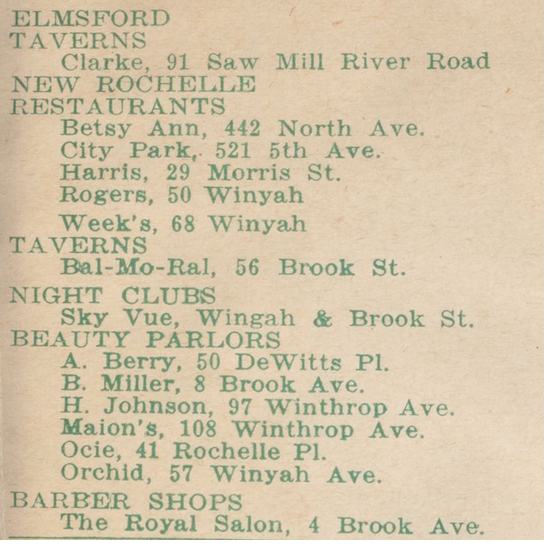 ELMSFORD
TAVERNS
Clarke, 91 Saw Mill River Road
NEW ROCHELLE
RESTAURANTS
Betsy Ann, 442 North Ave.
City Park, 521 5th Ave.
Harris, 29 Morris St.
Rogers, 50 Winyah
Week's, 68 Winyah
TAVERNS
Bal-Mo-Ral, 56 Brook St.
NIGHT CLUBS
Sky Vue, Wingah & Brook St.
BEAUTY PARLORS
A. Berry, 50 DeWitts Pl.
B. Miller, 8 Brook Ave.
H. Johnson, 97 Winthrop Ave.
Maion's, 108 Winthrop Ave.
Ocie, 41 Rochelle Pl.
Orchid, 57 Winyah Ave.
BARBER SHOPS
The Royal Salon, 4 Brook Ave.